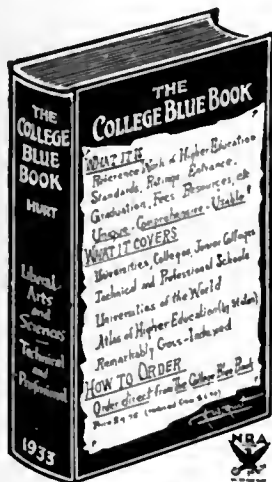 THE
COLLEGE
BLUE
BOOK
HURT
Liberal
Arts
and
Sciences
Technical
and
Professional
1933
THE
COLLEGE BLUE BOOK
WHAT IT IS
Reference Work of Higher Education
Standards, Ratings Entrance,
Graduation, Fees Resources, etc
Unique - Comprehensive - Usable!
WHAT IT COVERS
Universities, Colleges, Junior Colleges
Technical and Professional Schools
Universities of the World
Atlas of Higher Education (by states)
Remarkably Cross-Indexed
HOW TO ORDER
Order direct from The College Blue Book
NRA